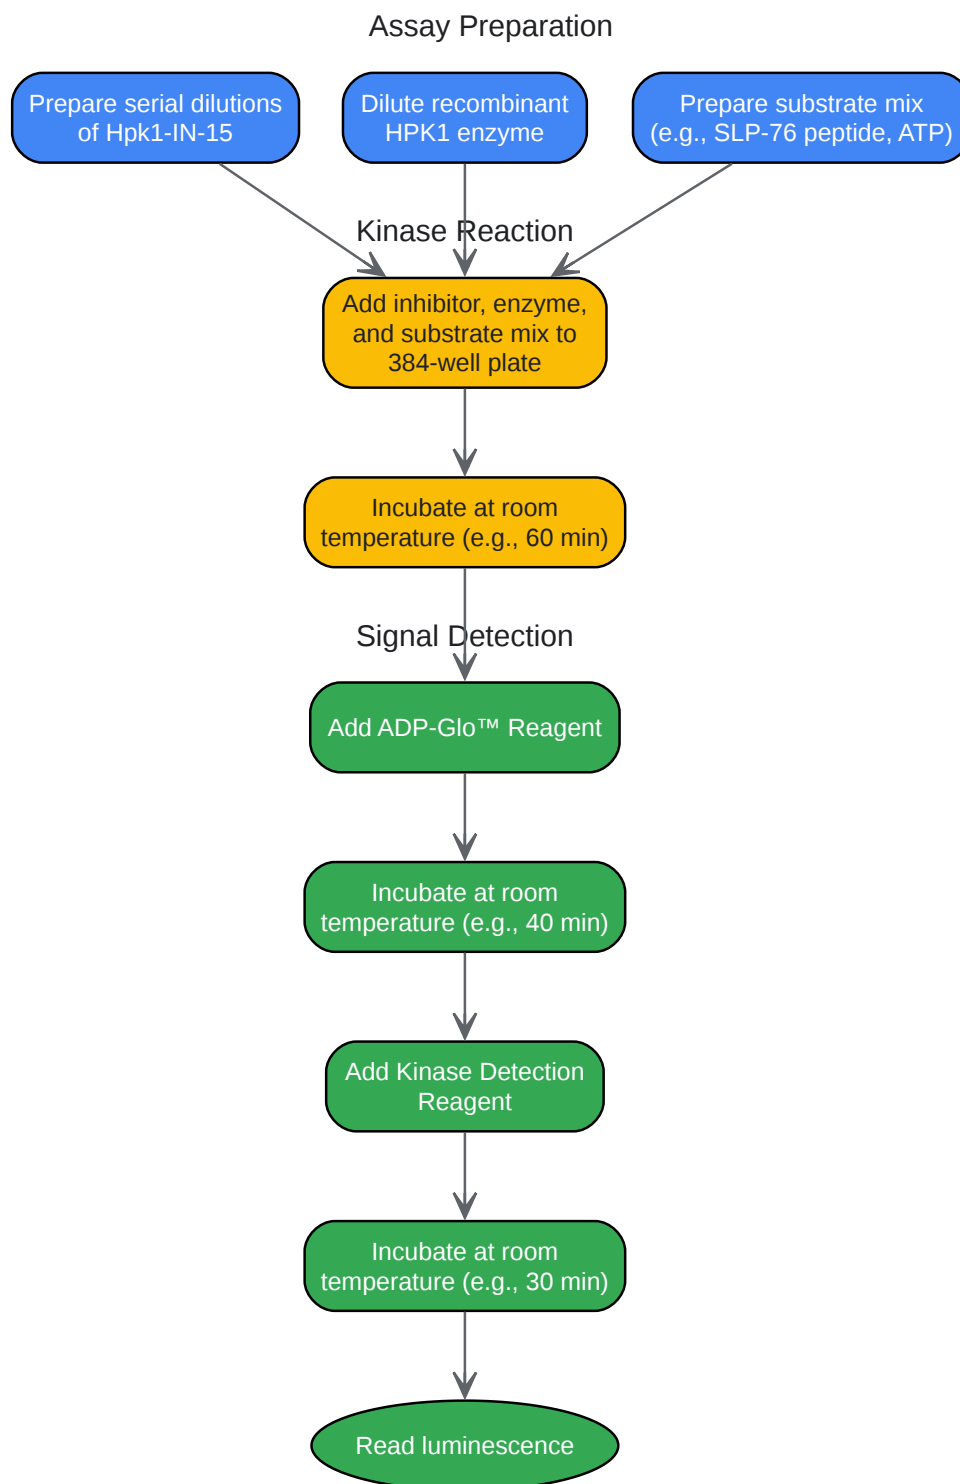 Assay Preparation
Prepare serial dilutions
of Hpk1-IN-15
Dilute recombinant
HPK1 enzyme
Prepare substrate mix
(e.g., SLP-76 peptide, ATP)
Kinase Reaction
Add inhibitor, enzyme,
and substrate mix to
384-well plate
Incubate at room
temperature (e.g., 60 min)
Signal Detection
Add ADP-Glo™ Reagent
Incubate at room
temperature (e.g., 40 min)
Add Kinase Detection
Reagent
Incubate at room
temperature (e.g., 30 min)
Read luminescence